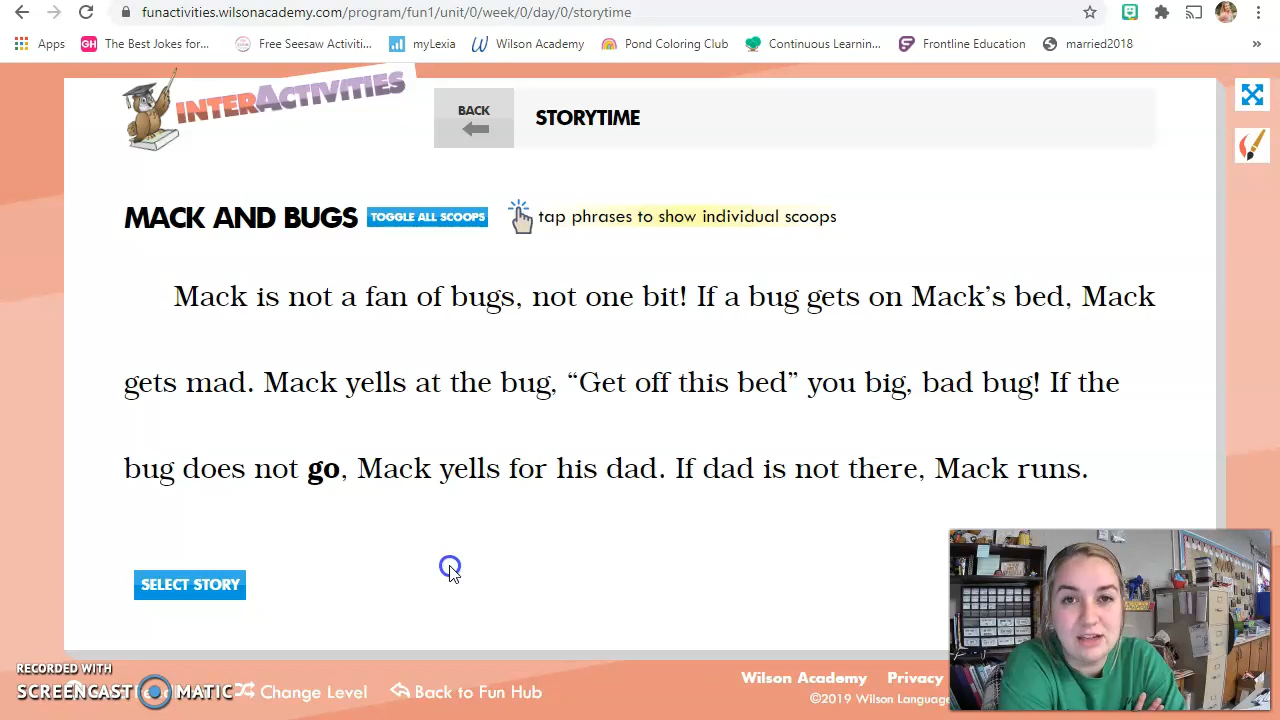 funactivities.wilsonacademy.com/program/fun1/unit/0/week/0/day/0/storytime
Apps GH The Best Jokes for... Free Seesaw Activiti... myLexia Wilson Academy Pond Coloring Club Continuous Learnin... Frontline Education married2018 »
INTERACTIVITIES
BACK
STORYTIME
MACK AND BUGS TOGGLE ALL SCOOPS tap phrases to show individual scoops
Mack is not a fan of bugs, not one bit! If a bug gets on Mack's bed, Mack
gets mad. Mack yells at the bug, “Get off this bed” you big, bad bug! If the
bug does not go, Mack yells for his dad. If dad is not there, Mack runs.
SELECT STORY
RECORDED WITH
SCREENCAST MATIC
Change Level Back to Fun Hub
Wilson Academy Privacy
©2019 Wilson Language